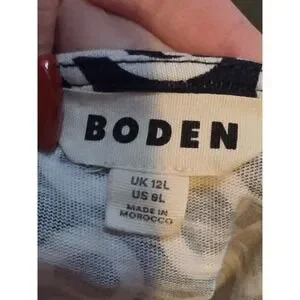 BODEN
UK 12L
US 8L
MADE IN
MOROCCO